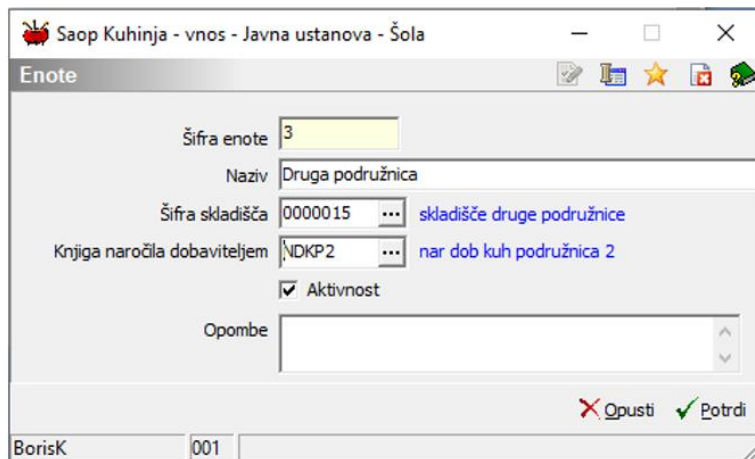 Saop Kuhinja - vnos - Javna ustanova - Šola
Enote
Šifra enote 3
Naziv Druga podružnica
Šifra skladišča 0000015 ... skladišče druge podružnice
Knjiga naročila dobaviteljem NDKP2 ... nar dob kuh podružnica 2
Aktivnost
Opombe
Opusti Potrdi
BorisK 001